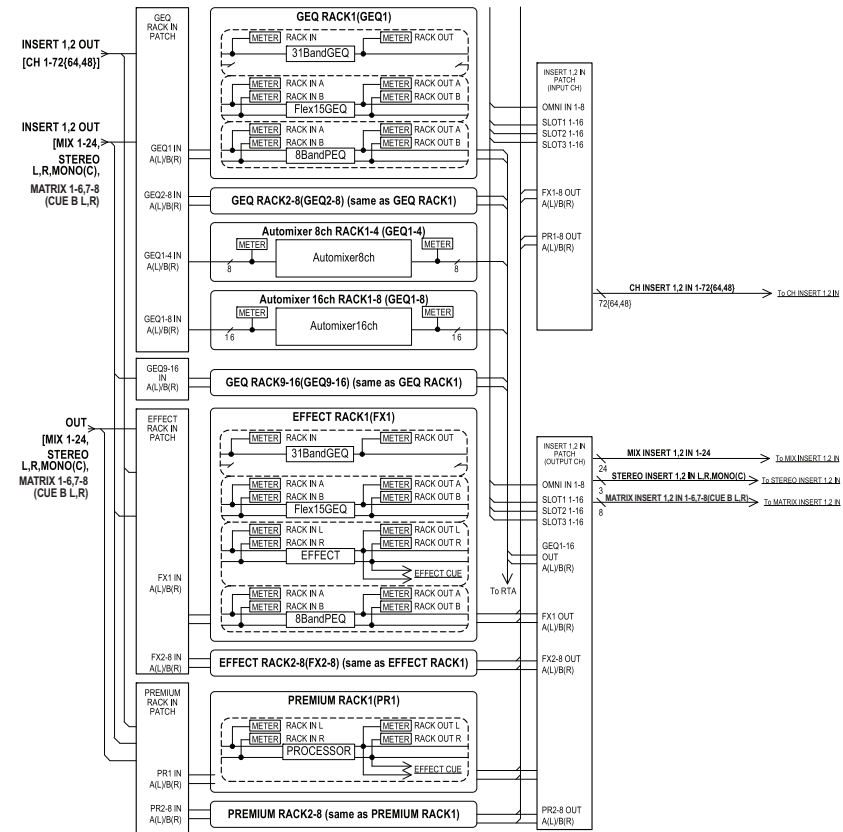 INSERT 1,2 OUT
[CH 1-72{64,48}]
INSERT 1,2 OUT
[MIX 1-24,
STEREO
L,R,MONO(C),
MATRIX 1-6,7-8
(CUE B L,R)
OUT
[MIX 1-24,
STEREO
L,R,MONO(C),
MATRIX 1-6,7-8
(CUE B L,R)
GEQ
RACK IN
PATCH
GEQ1 IN
A(L)/B(R)
GEQ2-8 IN
A(L)/B(R)
GEQ1-4 IN
A(L)/B(R)
GEQ1-8 IN
A(L)/B(R)
GEQ9-16
IN
A(L)/B(R)
EFFECT
RACK IN
PATCH
FX1 IN
A(L)/B(R)
FX2-8 IN
A(L)/B(R)
PREMIUM
RACK IN
PATCH
PR1 IN
A(L)/B(R)
PR2-8 IN
A(L)/B(R)
GEQ RACK1(GEQ1)
METER RACK IN METER RACK OUT
31BandGEQ
METER RACK IN A METER RACK OUT A
METER RACK IN B METER RACK OUT B
Flex15GEQ
METER RACK IN A METER RACK OUT A
METER RACK IN B METER RACK OUT B
8BandPEQ
GEQ RACK2-8(GEQ2-8) (same as GEQ RACK1)
Automixer 8ch RACK1-4 (GEQ1-4)
METER METER
Automixer8ch
8 8
Automixer 16ch RACK1-8 (GEQ1-8)
METER METER
Automixer16ch
16 16
GEQ RACK9-16(GEQ9-16) (same as GEQ RACK1)
EFFECT RACK1(FX1)
METER RACK IN METER RACK OUT
31BandGEQ
METER RACK IN A METER RACK OUT A
METER RACK IN B METER RACK OUT B
Flex15GEQ
METER RACK IN L METER RACK OUT L
METER RACK IN R METER RACK OUT R
EFFECT
EFFECT CUE
METER RACK IN A METER RACK OUT A
METER RACK IN B METER RACK OUT B
8BandPEQ
EFFECT RACK2-8(FX2-8) (same as EFFECT RACK1)
PREMIUM RACK1(PR1)
METER RACK IN L METER RACK OUT L
METER RACK IN R METER RACK OUT R
PROCESSOR
EFFECT CUE
PREMIUM RACK2-8 (same as PREMIUM RACK1)
To RTA
INSERT 1,2 IN
PATCH
(INPUT CH)
OMNI IN 1-8
SLOT1 1-16
SLOT2 1-16
SLOT3 1-16
FX1-8 OUT
A(L)/B(R)
PR1-8 OUT
A(L)/B(R)
CH INSERT 1,2 IN 1-72{64,48}
72{64,48}
To CH INSERT 1,2 IN
INSERT 1,2 IN
PATCH
(OUTPUT CH)
OMNI IN 1-8
SLOT1 1-16
SLOT2 1-16
SLOT3 1-16
GEQ1-16
OUT
A(L)/B(R)
FX1 OUT
A(L)/B(R)
FX2-8 OUT
A(L)/B(R)
PR2-8 OUT
A(L)/B(R)
MIX INSERT 1,2 IN 1-24
24
To MIX INSERT 1,2 IN
STEREO INSERT 1,2 IN L,R,MONO(C)
3
To STEREO INSERT 1,2 IN
MATRIX INSERT 1,2 IN 1-6,7-8(CUE B L,R)
8
To MATRIX INSERT 1,2 IN